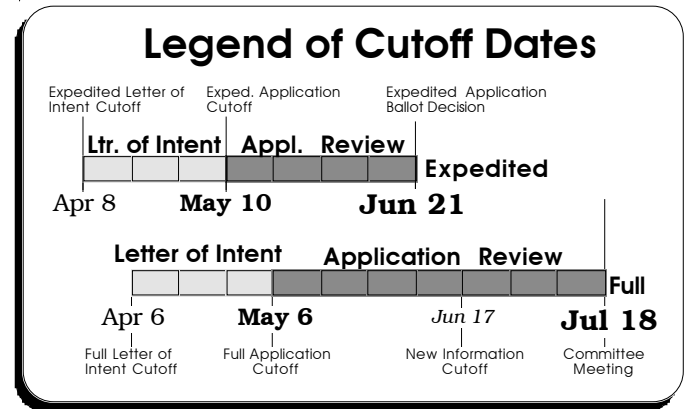 Legend of Cutoff Dates
Expedited Letter of
Intent Cutoff
Exped. Application
Cutoff
Expedited Application
Ballot Decision
Ltr. of Intent
Appl. Review
Expedited
Apr 8
May 10
Jun 21
Letter of Intent
Application Review
Full
Apr 6
May 6
Jun 17
Jul 18
Full Letter of
Intent Cutoff
Full Application
Cutoff
New Information
Cutoff
Committee
Meeting